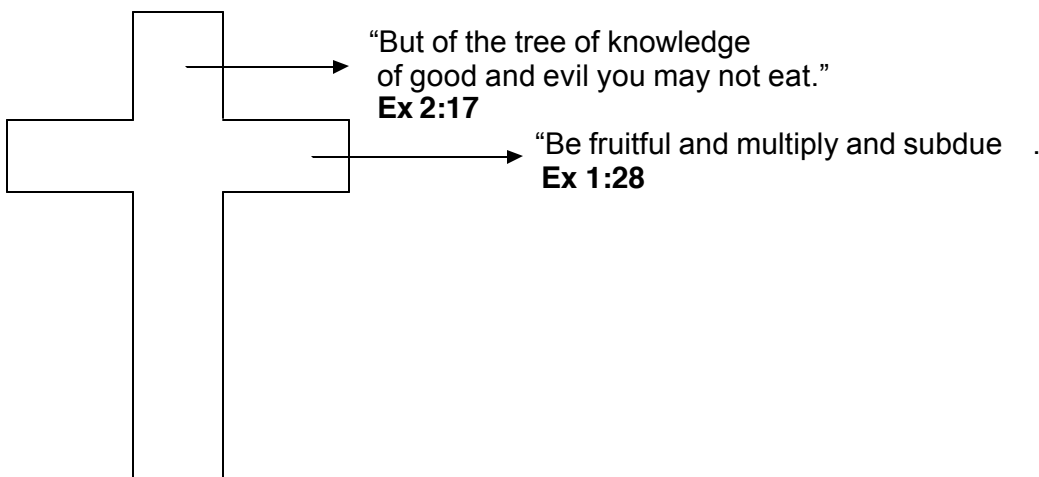 “But of the tree of knowledge
of good and evil you may not eat.”
Ex 2:17
“Be fruitful and multiply and subdue .
Ex 1:28